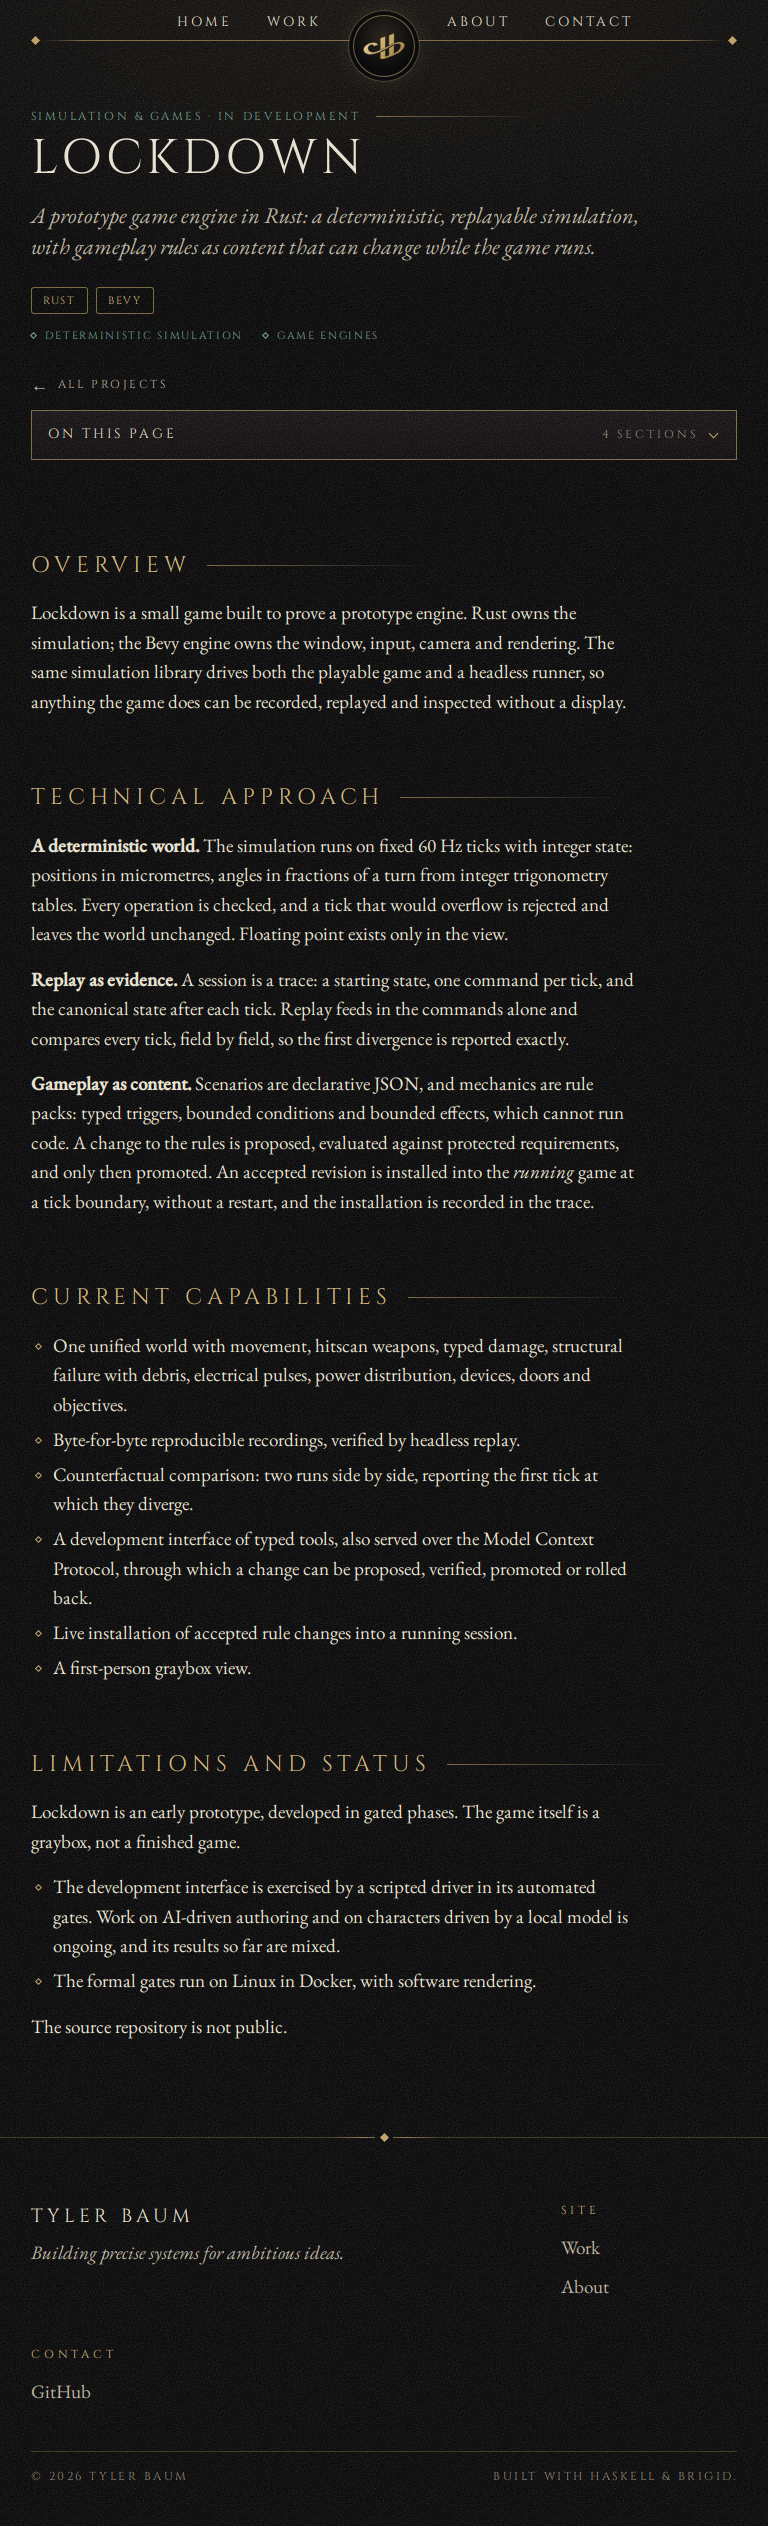 HOME WORK ABOUT CONTACT
SIMULATION & GAMES · IN DEVELOPMENT
LOCKDOWN
A prototype game engine in Rust: a deterministic, replayable simulation,
with gameplay rules as content that can change while the game runs.
RUST BEVY
DETERMINISTIC SIMULATION GAME ENGINES
← ALL PROJECTS
ON THIS PAGE 4 SECTIONS
OVERVIEW
Lockdown is a small game built to prove a prototype engine. Rust owns the
simulation; the Bevy engine owns the window, input, camera and rendering. The
same simulation library drives both the playable game and a headless runner, so
anything the game does can be recorded, replayed and inspected without a display.
TECHNICAL APPROACH
A deterministic world. The simulation runs on fixed 60 Hz ticks with integer state:
positions in micrometres, angles in fractions of a turn from integer trigonometry
tables. Every operation is checked, and a tick that would overflow is rejected and
leaves the world unchanged. Floating point exists only in the view.
Replay as evidence. A session is a trace: a starting state, one command per tick, and
the canonical state after each tick. Replay feeds in the commands alone and
compares every tick, field by field, so the first divergence is reported exactly.
Gameplay as content. Scenarios are declarative JSON, and mechanics are rule
packs: typed triggers, bounded conditions and bounded effects, which cannot run
code. A change to the rules is proposed, evaluated against protected requirements,
and only then promoted. An accepted revision is installed into the running game at
a tick boundary, without a restart, and the installation is recorded in the trace.
CURRENT CAPABILITIES
One unified world with movement, hitscan weapons, typed damage, structural
failure with debris, electrical pulses, power distribution, devices, doors and
objectives.
Byte-for-byte reproducible recordings, verified by headless replay.
Counterfactual comparison: two runs side by side, reporting the first tick at
which they diverge.
A development interface of typed tools, also served over the Model Context
Protocol, through which a change can be proposed, verified, promoted or rolled
back.
Live installation of accepted rule changes into a running session.
A first-person graybox view.
LIMITATIONS AND STATUS
Lockdown is an early prototype, developed in gated phases. The game itself is a
graybox, not a finished game.
The development interface is exercised by a scripted driver in its automated
gates. Work on AI-driven authoring and on characters driven by a local model is
ongoing, and its results so far are mixed.
The formal gates run on Linux in Docker, with software rendering.
The source repository is not public.
TYLER BAUM
Building precise systems for ambitious ideas.
SITE
Work
About
CONTACT
GitHub
© 2026 TYLER BAUM
BUILT WITH HASKELL & BRIGID.